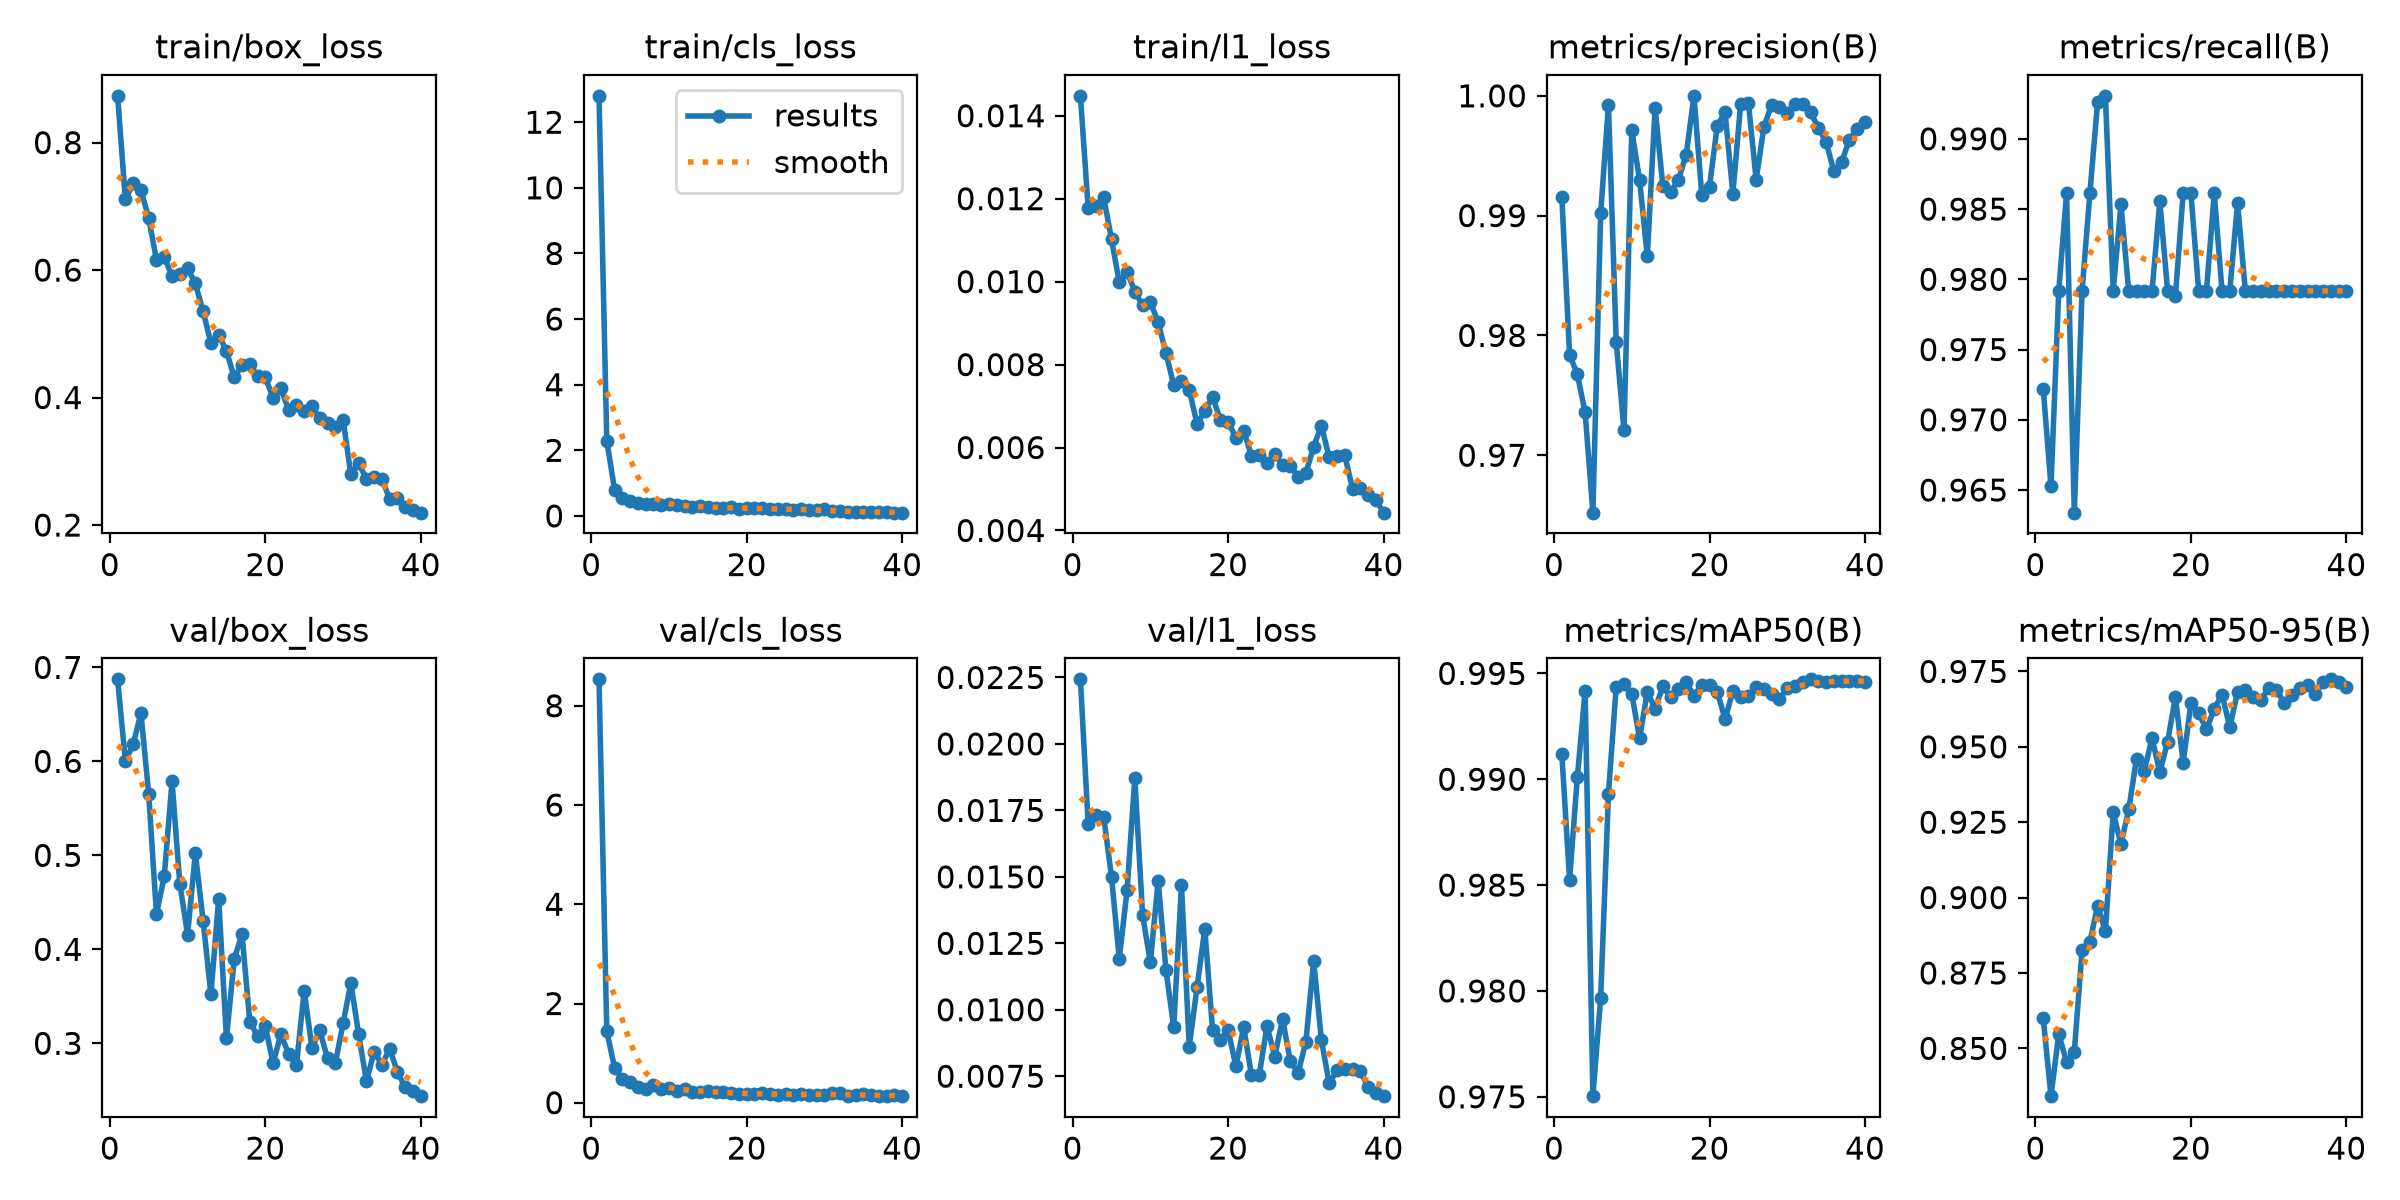 train/box_loss
0.8
0.6
0.4
0.2
0 20 40
train/cls_loss
results
smooth
12
10
8
6
4
2
0
0 20 40
train/l1_loss
0.014
0.012
0.010
0.008
0.006
0.004
0 20 40
metrics/precision(B)
1.00
0.99
0.98
0.97
0 20 40
metrics/recall(B)
0.990
0.985
0.980
0.975
0.970
0.965
0 20 40
val/box_loss
0.7
0.6
0.5
0.4
0.3
0 20 40
val/cls_loss
8
6
4
2
0
0 20 40
val/l1_loss
0.0225
0.0200
0.0175
0.0150
0.0125
0.0100
0.0075
0 20 40
metrics/mAP50(B)
0.995
0.990
0.985
0.980
0.975
0 20 40
metrics/mAP50-95(B)
0.975
0.950
0.925
0.900
0.875
0.850
0 20 40